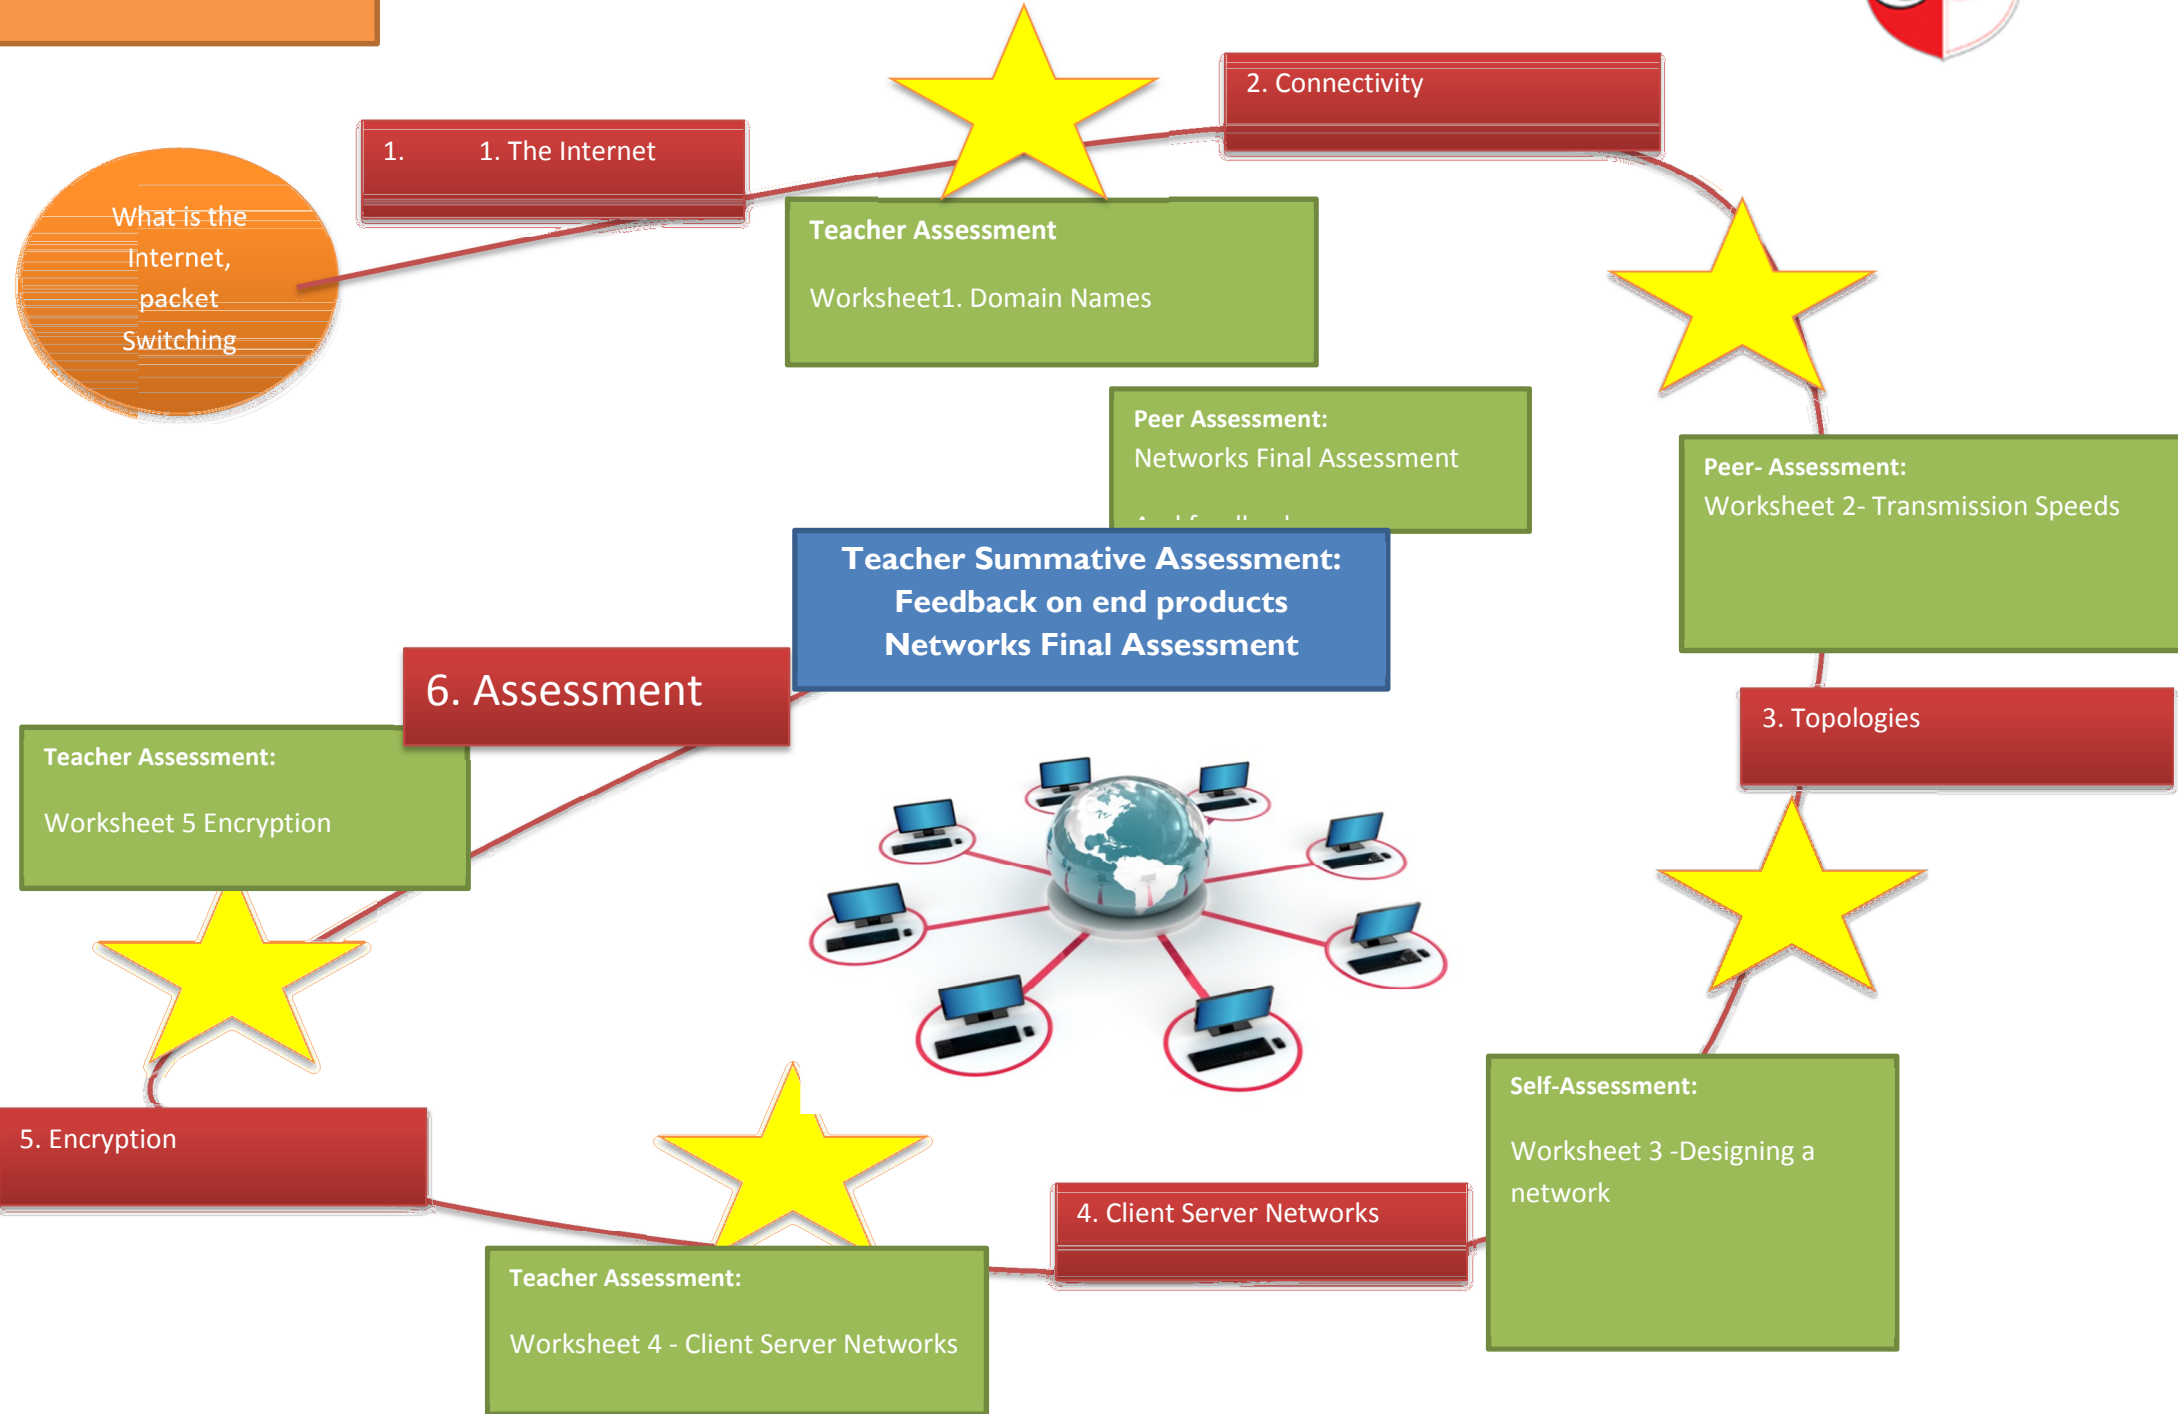 What is the
Internet,
packet
Switching
1. 1. The Internet
Teacher Assessment
Worksheet1. Domain Names
2. Connectivity
Peer- Assessment:
Worksheet 2- Transmission Speeds
3. Topologies
Self-Assessment:
Worksheet 3 -Designing a
network
4. Client Server Networks
Teacher Assessment:
Worksheet 4 - Client Server Networks
5. Encryption
Teacher Assessment:
Worksheet 5 Encryption
6. Assessment
Peer Assessment:
Networks Final Assessment
Teacher Summative Assessment:
Feedback on end products
Networks Final Assessment